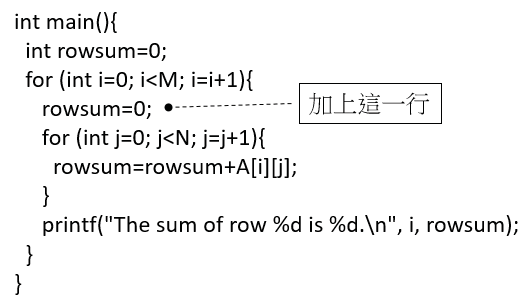 int main(){
int rowsum=0;
for (int i=0; i<M; i=i+1){
rowsum=0;
加上這一行
for (int j=0; j<N; j=j+1){
rowsum=rowsum+A[i][j];
}
printf("The sum of row %d is %d.\n", i, rowsum);
}
}